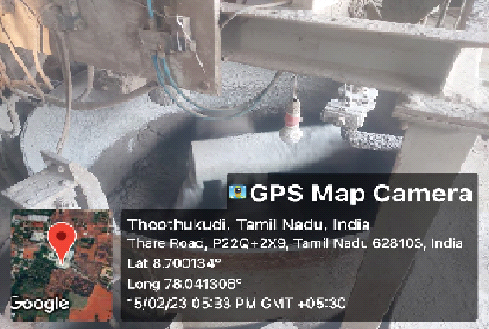 GPS Map Camera
Thoothukudi, Tamil Nadu, India
Thare Road, P22Q+2X9, Tamil Nadu 628103, India
Lat 8.700134°
Long 78.041308°
15/02/23 05:33 PM GMT +05:30
Google